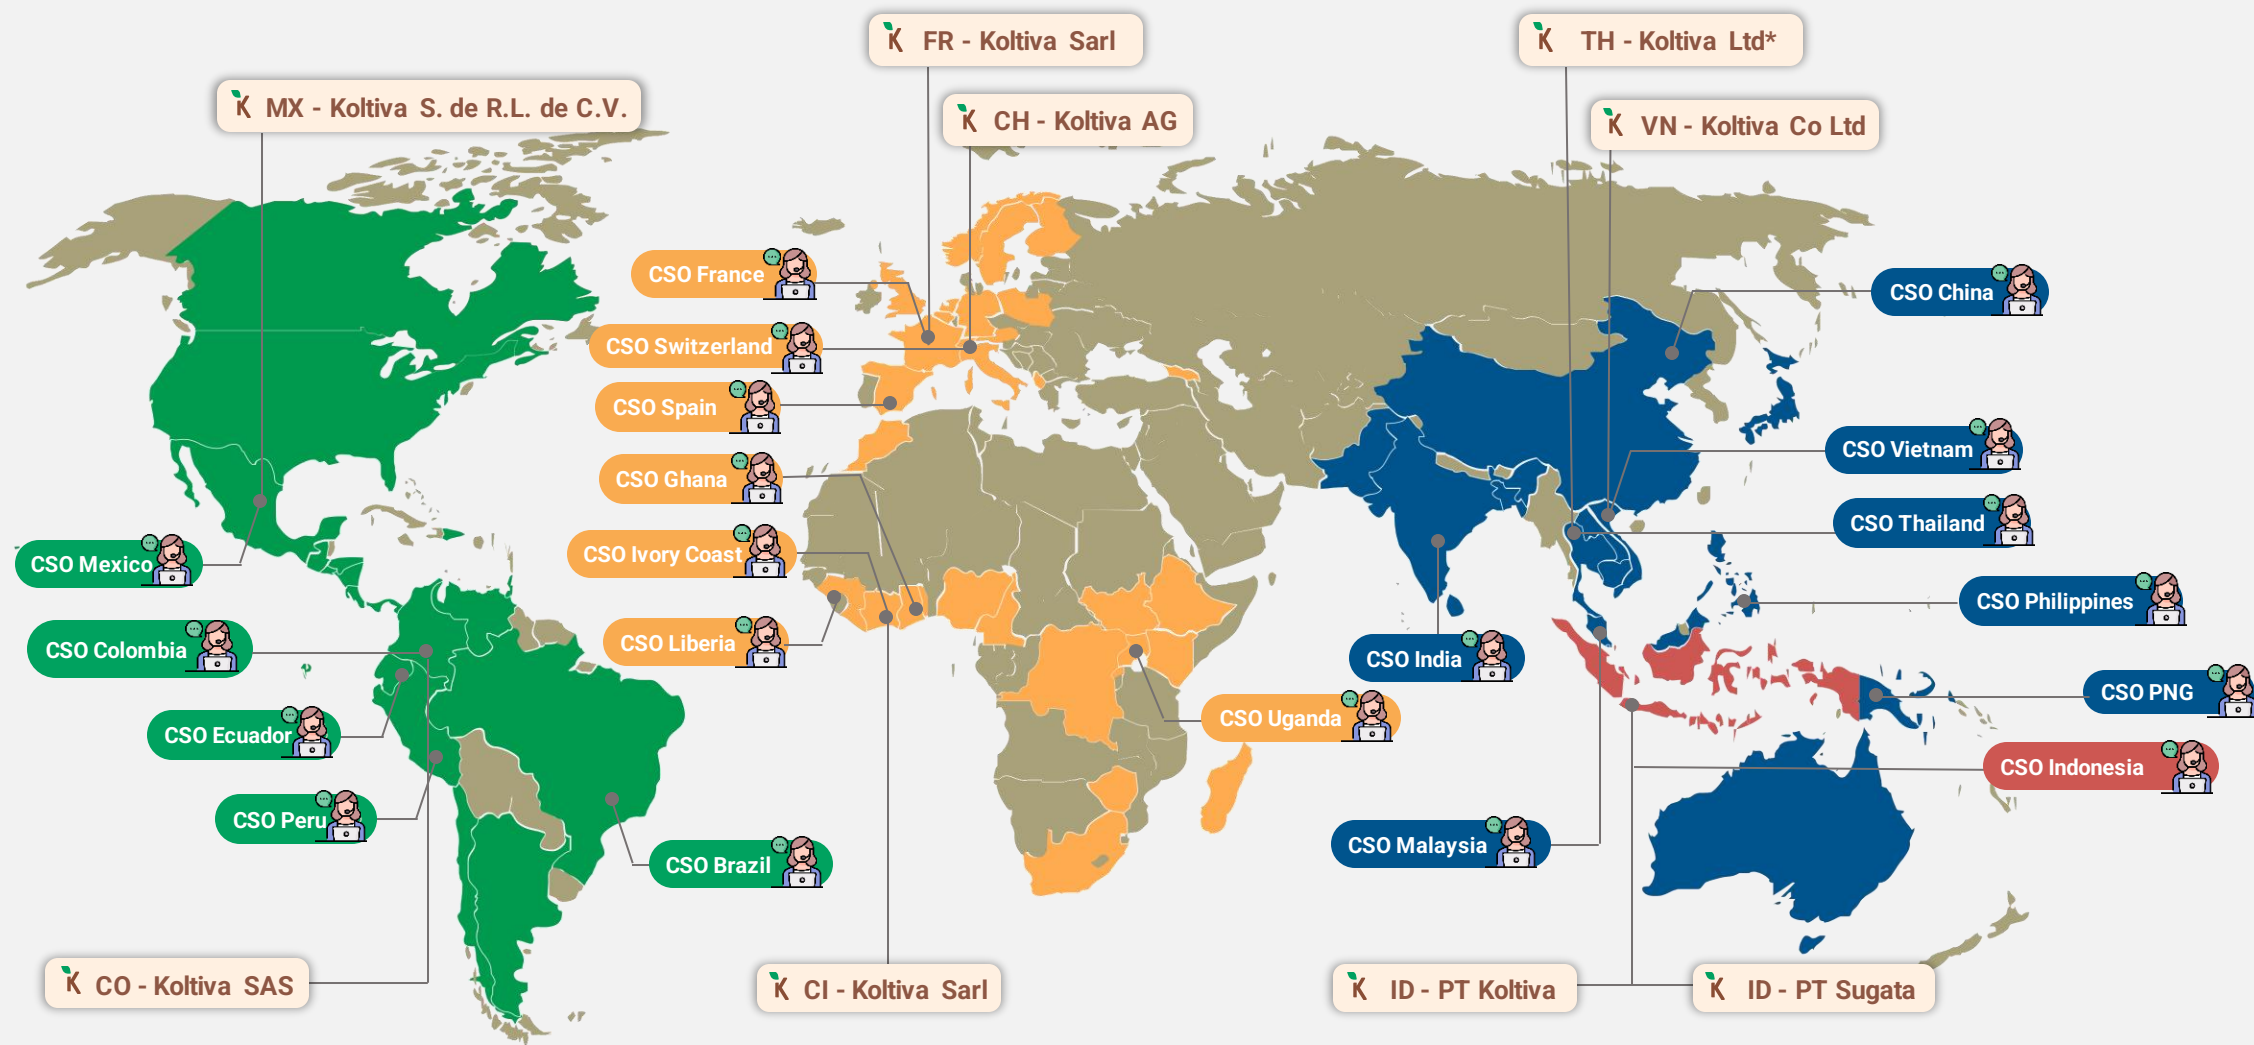 FR - Koltiva Sarl
TH - Koltiva Ltd*
MX - Koltiva S. de R.L. de C.V.
CH - Koltiva AG
VN - Koltiva Co Ltd
CSO France
CSO China
CSO Switzerland
CSO Spain
CSO Vietnam
CSO Ghana
CSO Thailand
CSO Ivory Coast
CSO Mexico
CSO Philippines
CSO Liberia
CSO Colombia
CSO India
CSO PNG
CSO Uganda
CSO Ecuador
CSO Indonesia
CSO Peru
CSO Malaysia
CSO Brazil
CO - Koltiva SAS
CI - Koltiva Sarl
ID - PT Koltiva
ID - PT Sugata